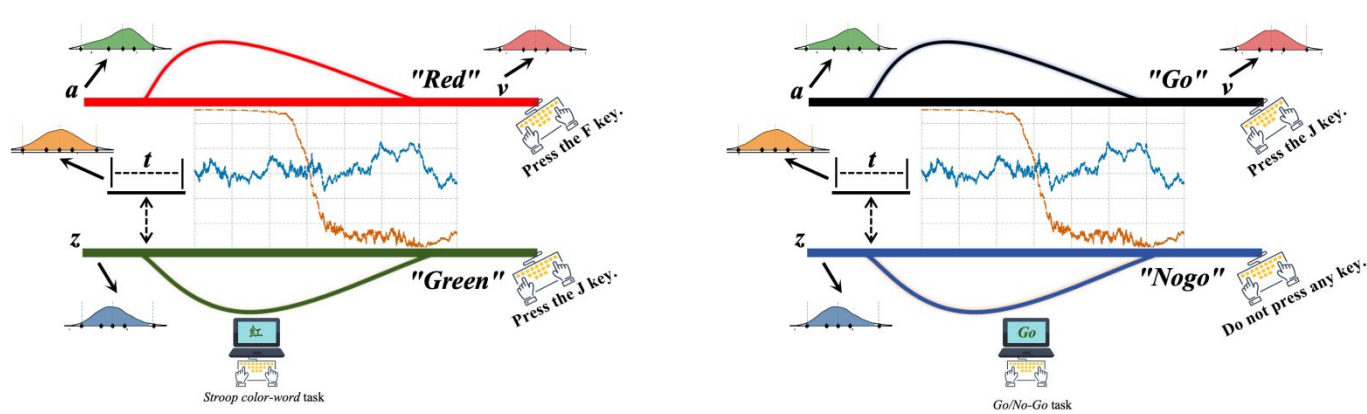 a
"Red"
v
Press the F key.
t
z
"Green"
Press the J key.
红
Stroop color-word task
a
"Go"
v
Press the J key.
t
z
"Nogo"
Do not press any key.
Go
Go/No-Go task